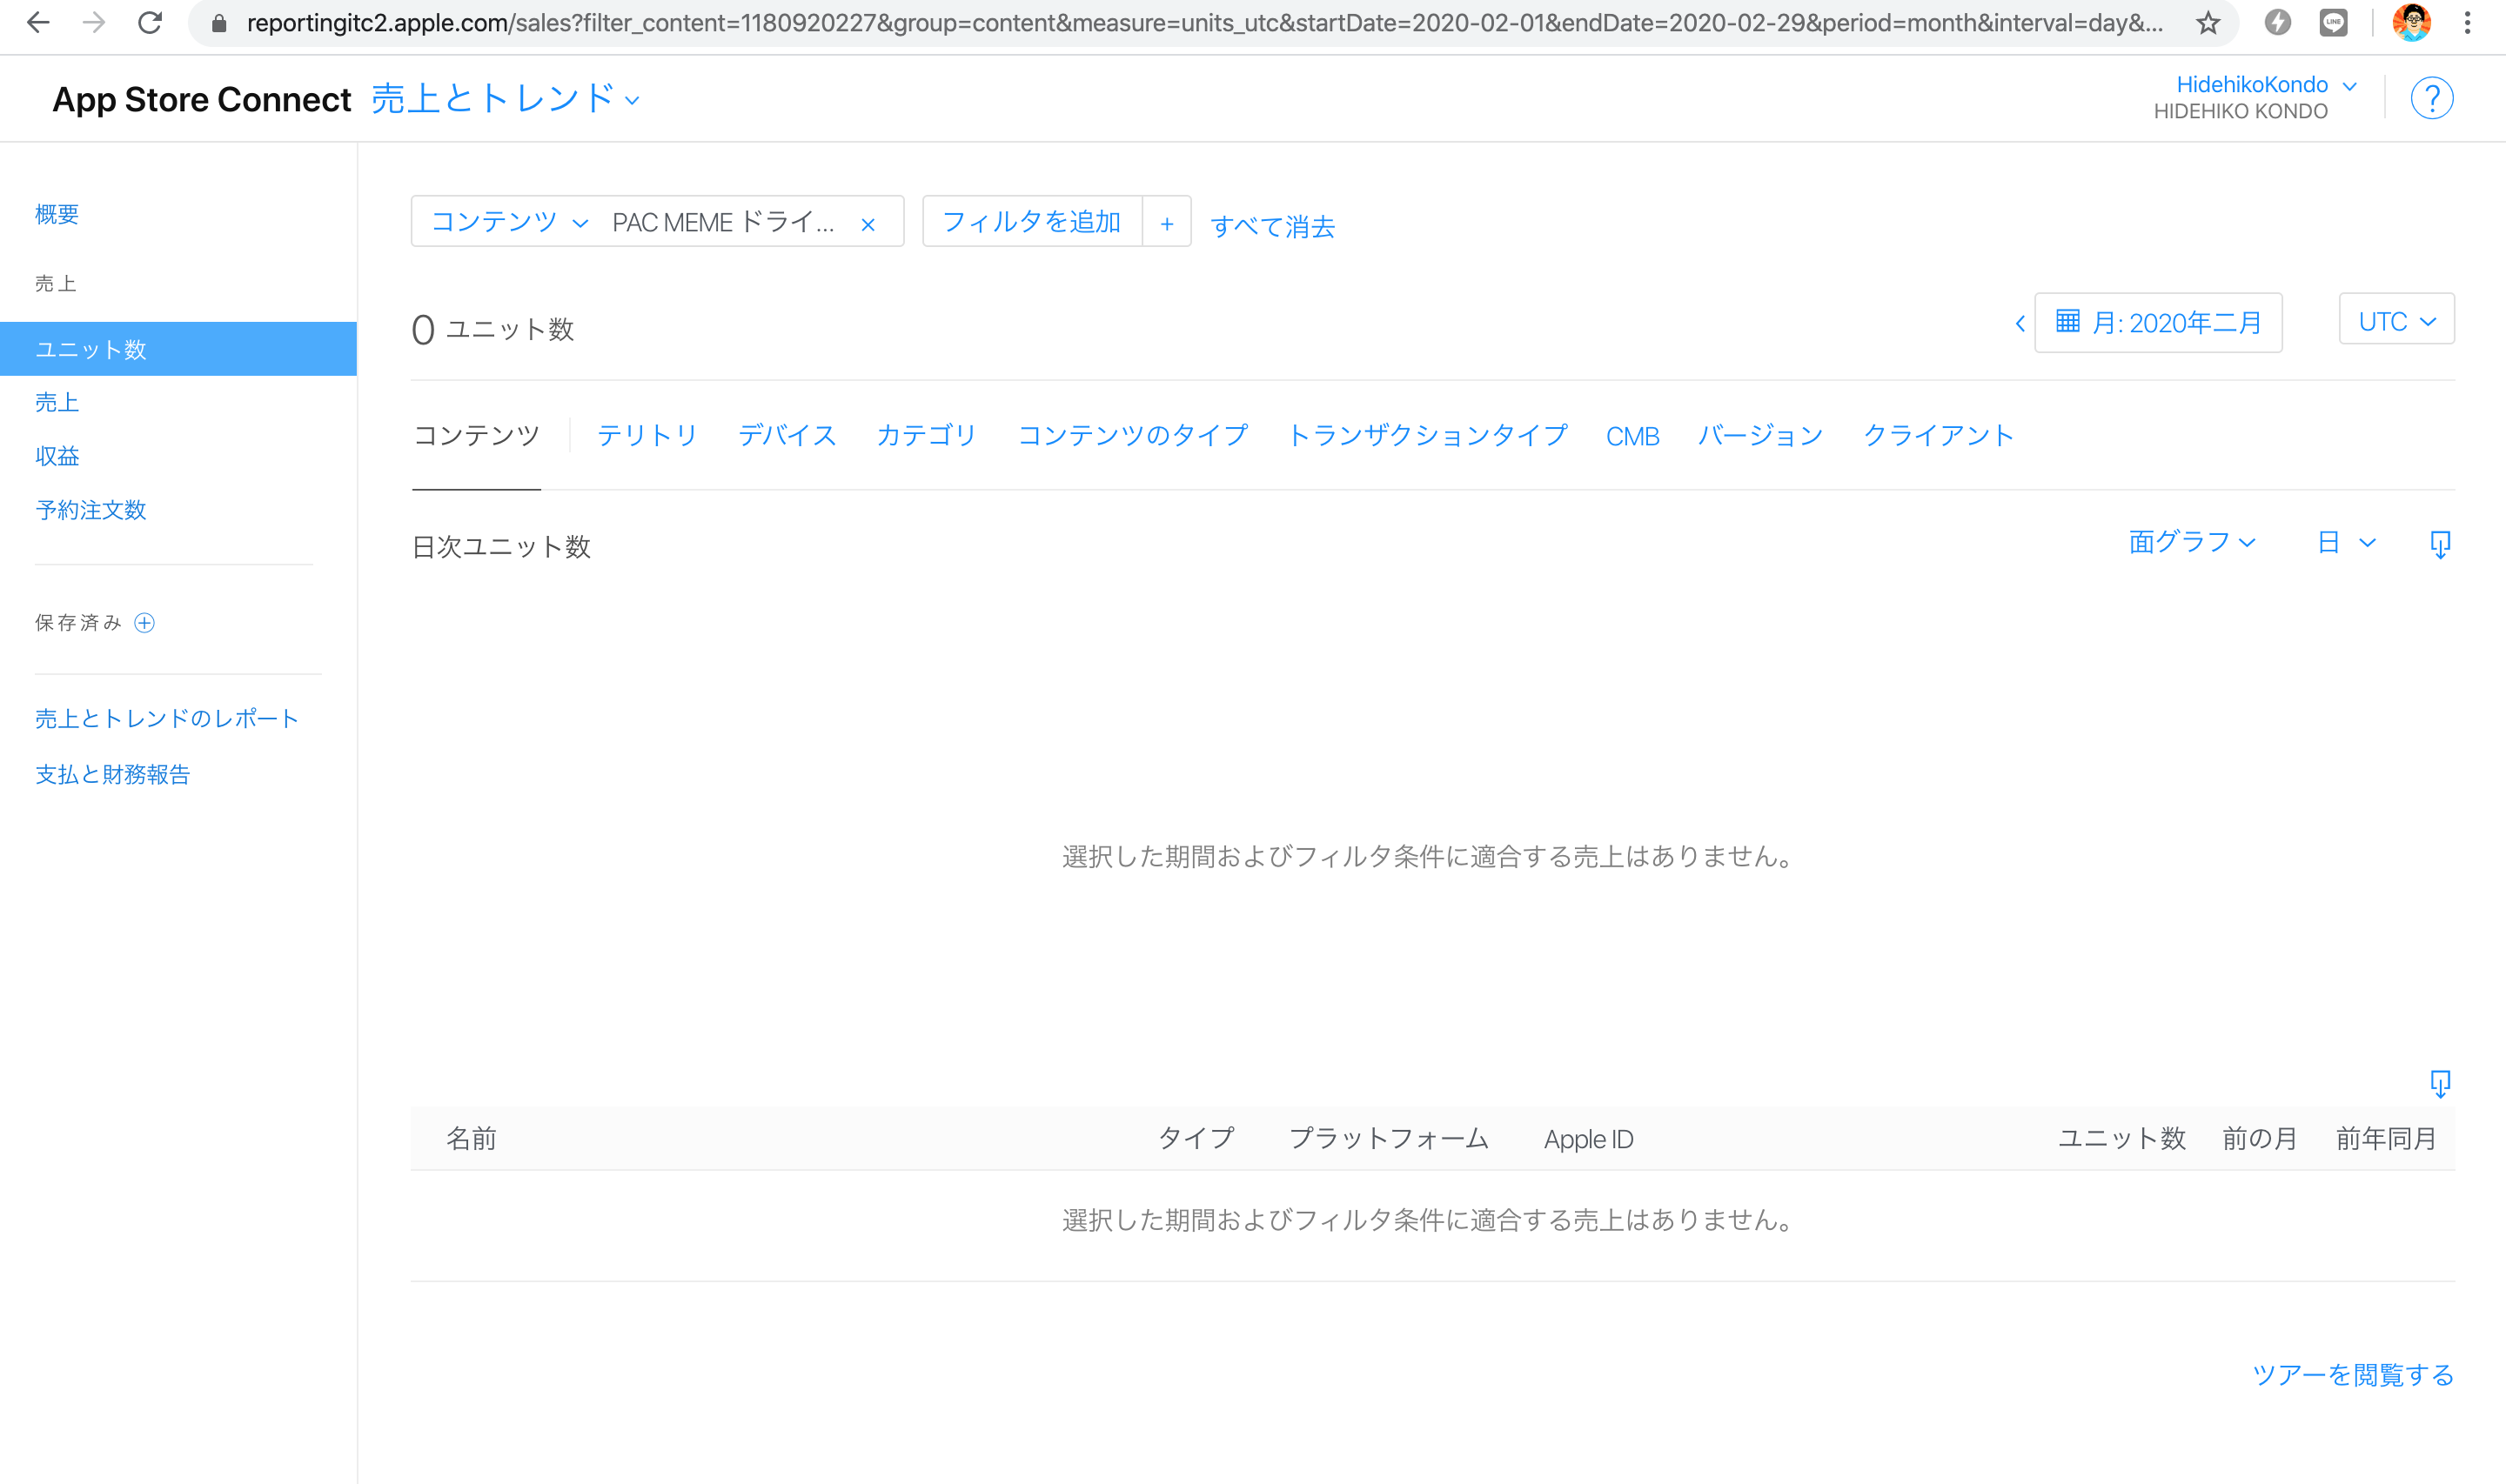 reportingitc2.apple.com/sales?filter_content=1180920227&group=content&measure=units_utc&startDate=2020-02-01&endDate=2020-02-29&period=month&interval=day&...
LINE
App Store Connect 売上とトレンド
HidehikoKondo
HIDEHIKO KONDO
?
概要
売上
ユニット数
売上
収益
予約注文数
保存済み
売上とトレンドのレポート
支払と財務報告
コンテンツ PAC MEME ドライ... × フィルタを追加 + すべて消去
0 ユニット数
月: 2020年二月 UTC
コンテンツ テリトリ デバイス カテゴリ コンテンツのタイプ トランザクションタイプ CMB バージョン クライアント
日次ユニット数 面グラフ 日
選択した期間およびフィルタ条件に適合する売上はありません。
名前 タイプ プラットフォーム Apple ID ユニット数 前の月 前年同月
選択した期間およびフィルタ条件に適合する売上はありません。
ツアーを閲覧する